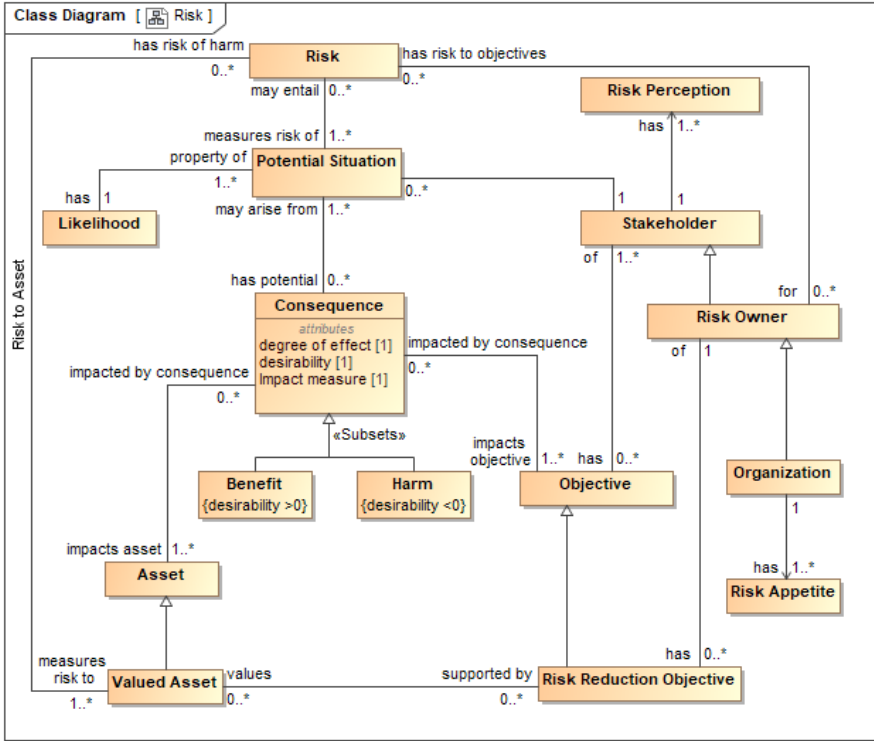 Class Diagram [ Risk ]
has risk of harm
0..*
Risk
has risk to objectives
0..*
may entail
0..*
Risk Perception
has
1..*
measures risk of
1..*
property of
1..*
Potential Situation
0..*
has
1
may arise from
1..*
1
1
Likelihood
Stakeholder
of
1..*
Risk to Asset
has potential
0..*
for
0..*
Consequence
attributes
degree of effect [1]
desirability [1]
Impact measure [1]
Risk Owner
of
1
impacted by consequence
0..*
impacted by consequence
0..*
«Subsets»
impacts
objective
1..*
has
0..*
Benefit
{desirability >0}
Harm
{desirability <0}
Objective
Organization
1
impacts asset
1..*
has
1..*
Asset
Risk Appetite
measures
risk to
1..*
Valued Asset
values
0..*
supported by
0..*
has
0..*
Risk Reduction Objective